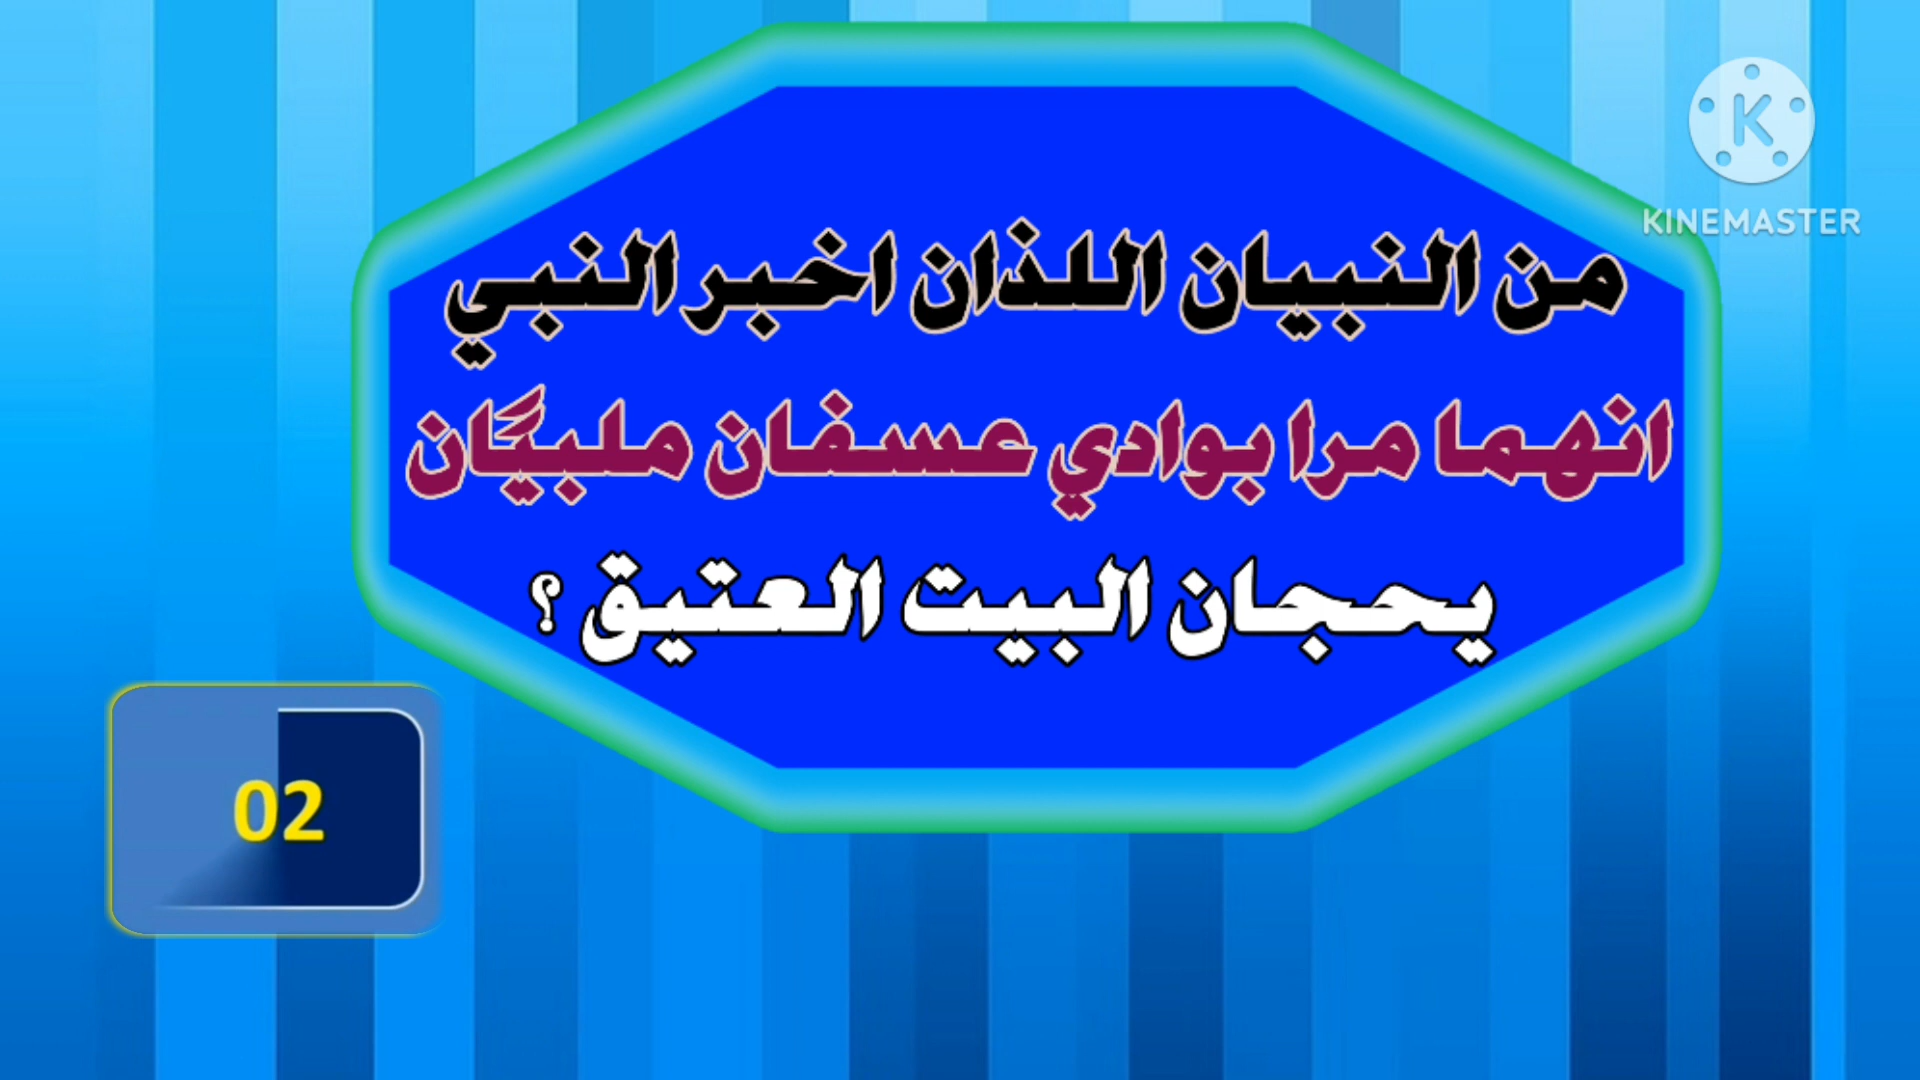 من النبيان اللذان اخبر النبي
انهما مرا بوادي عسفان ملبيَّان
يحجان البيت العتيق ؟
02
K
KINEMASTER